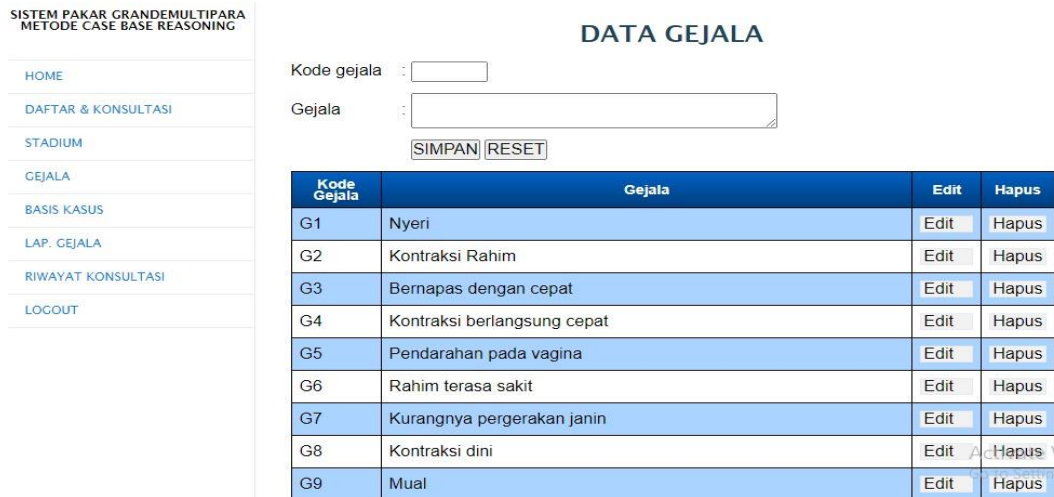 SISTEM PAKAR GRANDEMULTIPARA
METODE CASE BASE REASONING
HOME
DAFTAR & KONSULTASI
STADIUM
GEJALA
BASIS KASUS
LAP. GEJALA
RIWAYAT KONSULTASI
LOGOUT
DATA GEJALA
Kode gejala :
Gejala :
SIMPAN RESET
Kode Gejala Gejala Edit Hapus
G1 Nyeri Edit Hapus
G2 Kontraksi Rahim Edit Hapus
G3 Bernapas dengan cepat Edit Hapus
G4 Kontraksi berlangsung cepat Edit Hapus
G5 Pendarahan pada vagina Edit Hapus
G6 Rahim terasa sakit Edit Hapus
G7 Kurangnya pergerakan janin Edit Hapus
G8 Kontraksi dini Edit Hapus
G9 Mual Edit Hapus